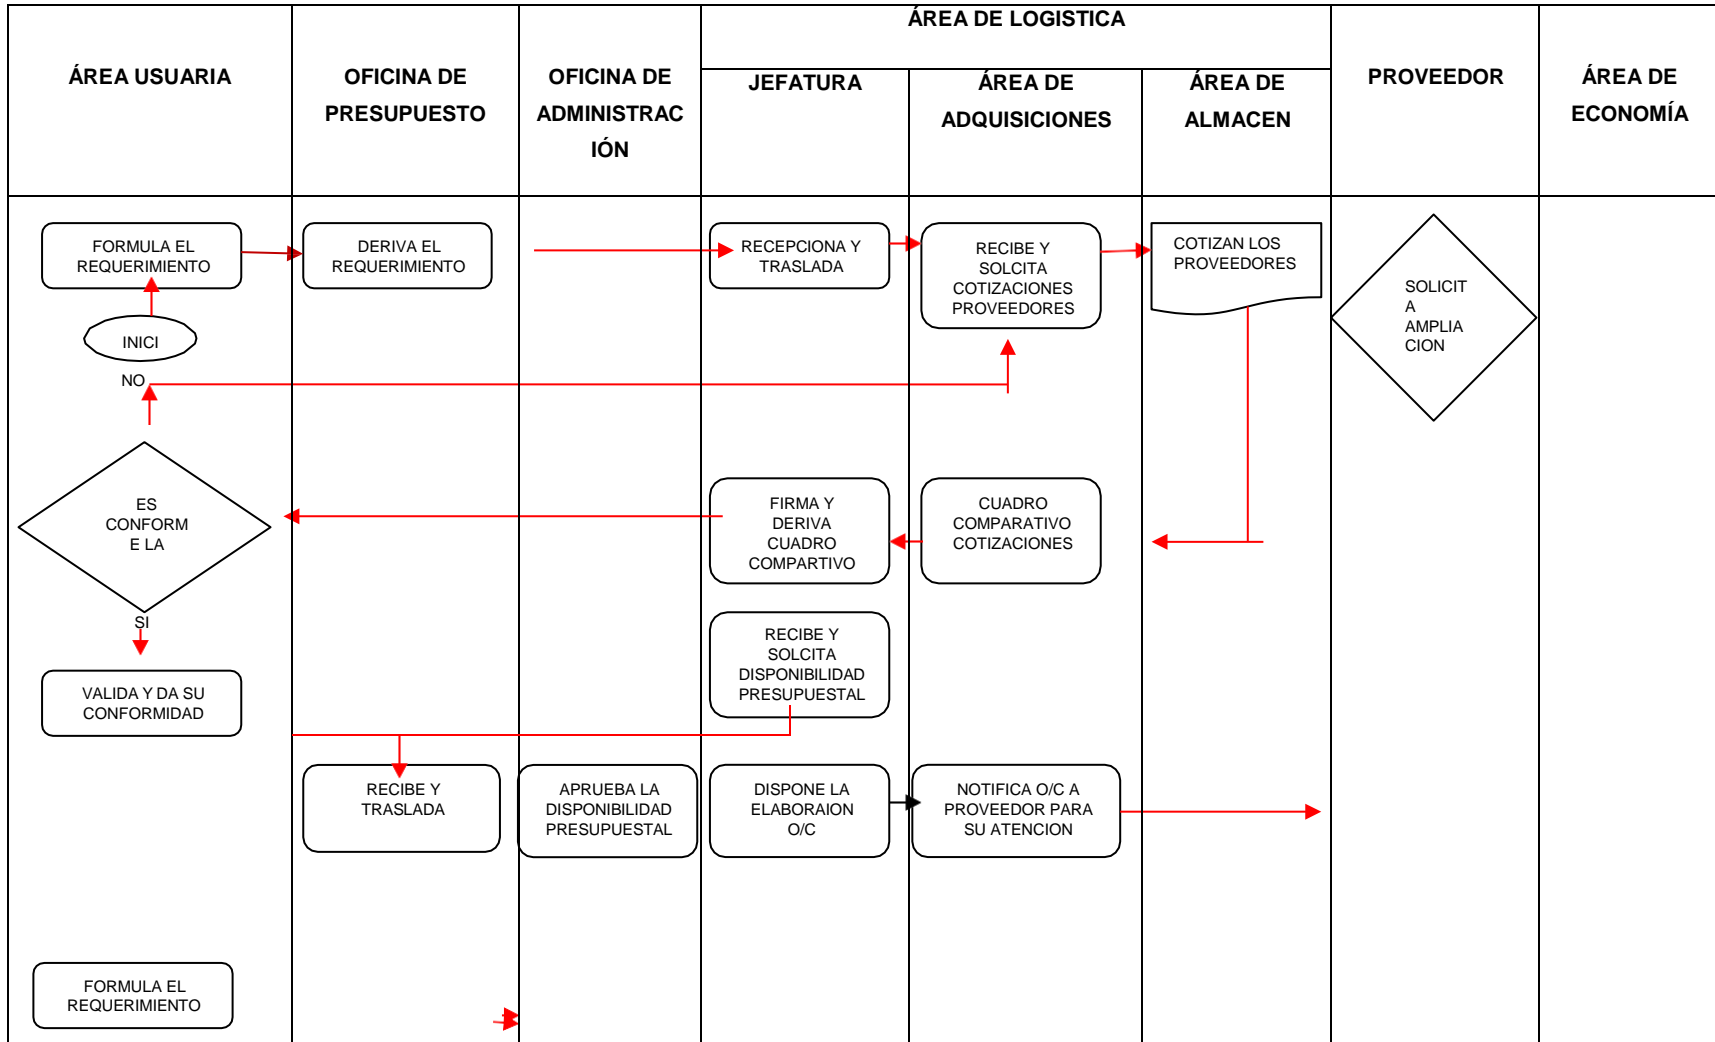 ÁREA DE LOGISTICA
ÁREA USUARIA
OFICINA DE
PRESUPUESTO
OFICINA DE
ADMINISTRAC
IÓN
JEFATURA
ÁREA DE
ADQUISICIONES
ÁREA DE
ALMACEN
PROVEEDOR
ÁREA DE
ECONOMÍA
FORMULA EL
REQUERIMIENTO
DERIVA EL
REQUERIMIENTO
RECEPCIONA Y
TRASLADA
RECIBE Y
SOLCITA
COTIZACIONES
PROVEEDORES
COTIZAN LOS
PROVEEDORES
SOLICIT
A
AMPLIA
CION
INICI
NO
ES
CONFORM
E LA
FIRMA Y
DERIVA
CUADRO
COMPARTIVO
CUADRO
COMPARATIVO
COTIZACIONES
SI
RECIBE Y
SOLCITA
DISPONIBILIDAD
PRESUPUESTAL
VALIDA Y DA SU
CONFORMIDAD
RECIBE Y
TRASLADA
APRUEBA LA
DISPONIBILIDAD
PRESUPUESTAL
DISPONE LA
ELABORAION
O/C
NOTIFICA O/C A
PROVEEDOR PARA
SU ATENCION
FORMULA EL
REQUERIMIENTO